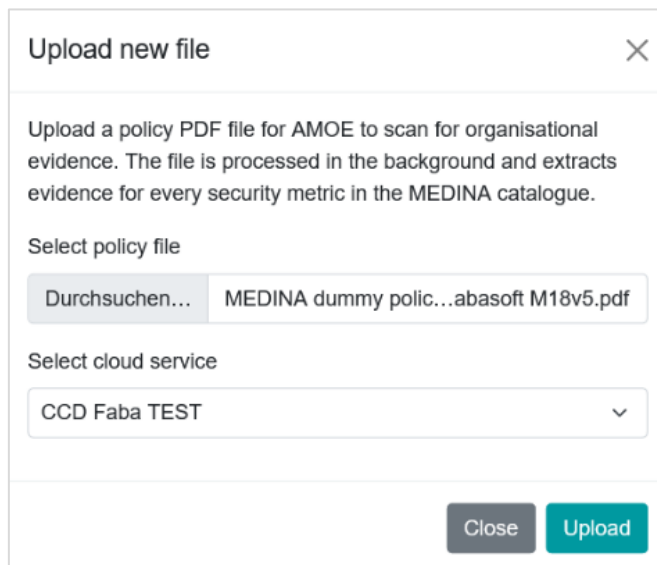 Upload new file
Upload a policy PDF file for AMOE to scan for organisational
evidence. The file is processed in the background and extracts
evidence for every security metric in the MEDINA catalogue.
Select policy file
Durchsuchen... MEDINA dummy polic...abasoft M18v5.pdf
Select cloud service
CCD Faba TEST
Close Upload